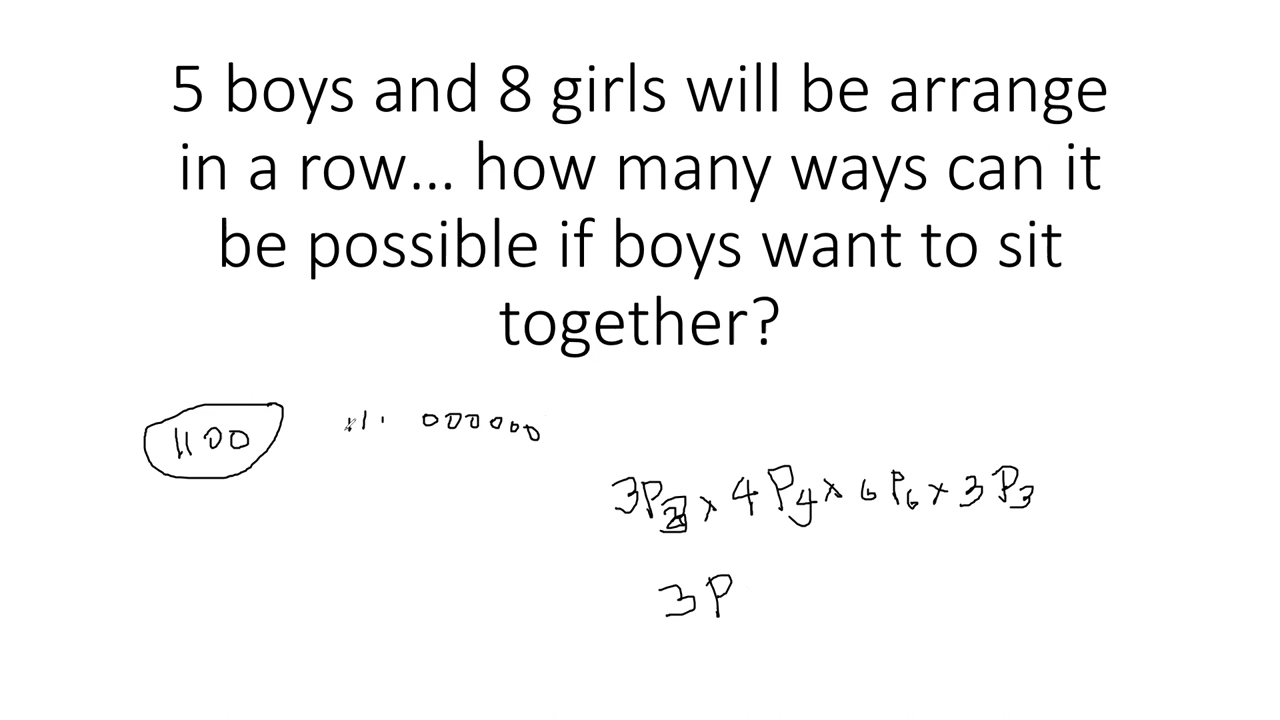 5 boys and 8 girls will be arrange
in a row... how many ways can it
be possible if boys want to sit
together?
1100 000000
3P3 x 4P4 x 6P6 x 3P3
3P